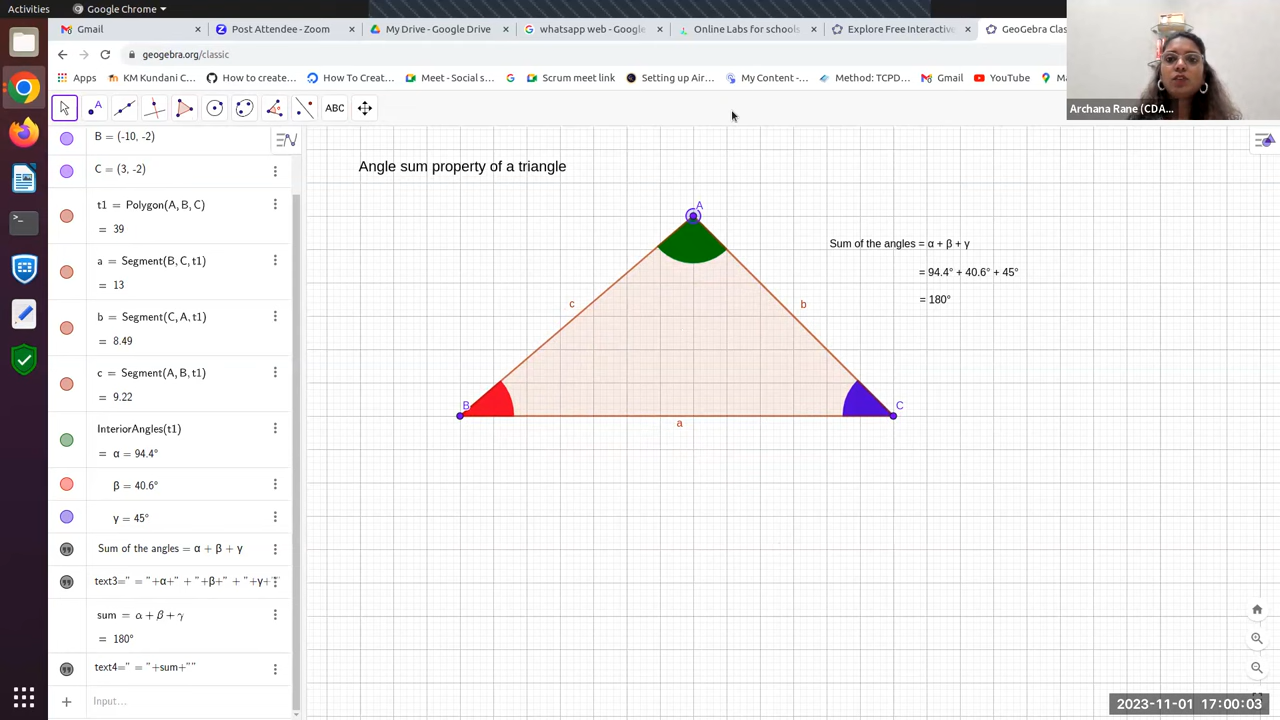 Activities
Google Chrome
Gmail
Post Attendee - Zoom
My Drive - Google Drive
whatsapp web - Google
Online Labs for schools
Explore Free Interactive
GeoGebra Clas
geogebra.org/classic
Apps
KM Kundani C...
How to create...
How To Creat...
Meet - Social s...
Scrum meet link
Setting up Air...
My Content -...
Method: TCPD...
Gmail
YouTube
Ma
Archana Rane (CDA...
A
ABC
B = (-10, -2)
C = (3, -2)
t1 = Polygon(A, B, C)
= 39
a = Segment(B, C, t1)
= 13
b = Segment(C, A, t1)
= 8.49
c = Segment(A, B, t1)
= 9.22
InteriorAngles(t1)
= α = 94.4°
β = 40.6°
γ = 45°
Sum of the angles = α + β + γ
text3=" = "+α+" + "+β+" + "+γ+"
sum = α + β + γ
= 180°
text4=" = "+sum+""
Input...
Angle sum property of a triangle
A
Sum of the angles = α + β + γ
= 94.4° + 40.6° + 45°
= 180°
c
b
B
C
a
2023-11-01 17:00:03